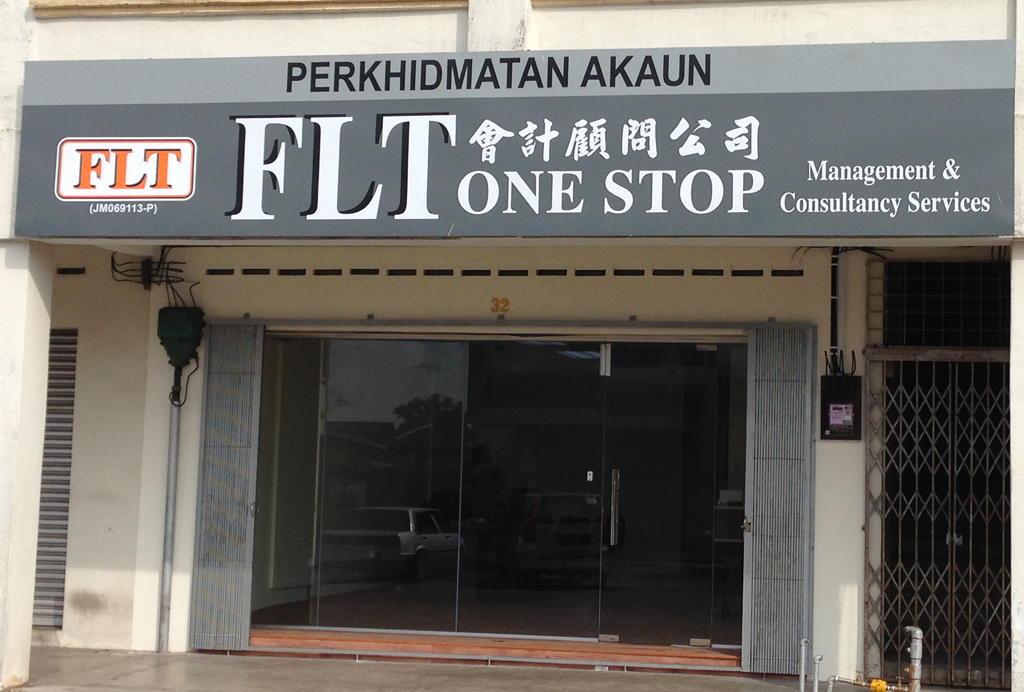 PERKHIDMATAN AKAUN
FLT
(JM069113-P)
FLT
會計顧問公司
ONE STOP
Management &
Consultancy Services
32